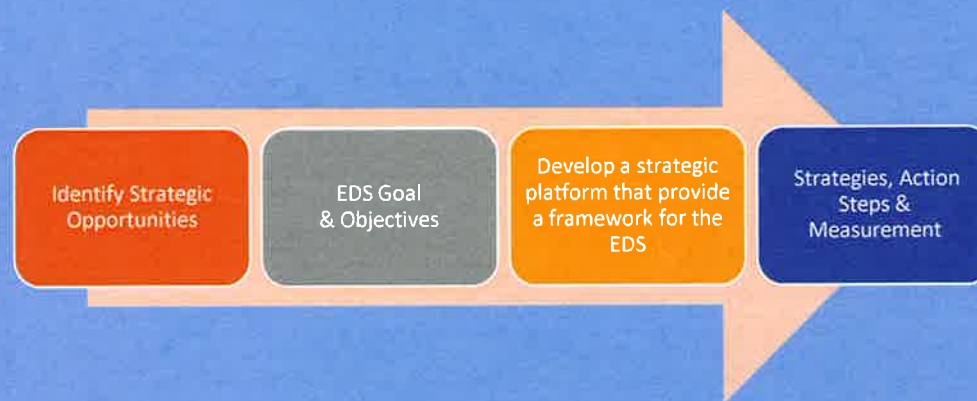 Identify Strategic
Opportunities
EDS Goal
& Objectives
Develop a strategic
platform that provide
a framework for the
EDS
Strategies, Action
Steps &
Measurement